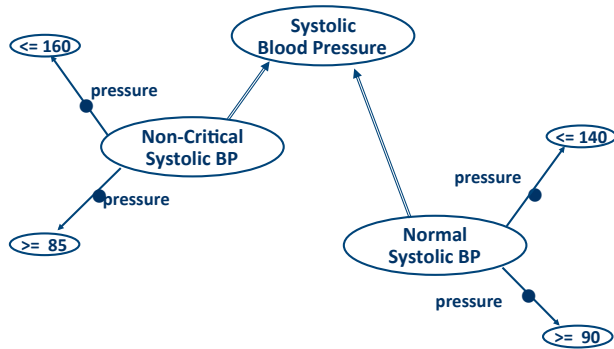 Systolic
Blood Pressure
<= 160
pressure
Non-Critical
Systolic BP
pressure
>= 85
<= 140
pressure
Normal
Systolic BP
pressure
>= 90